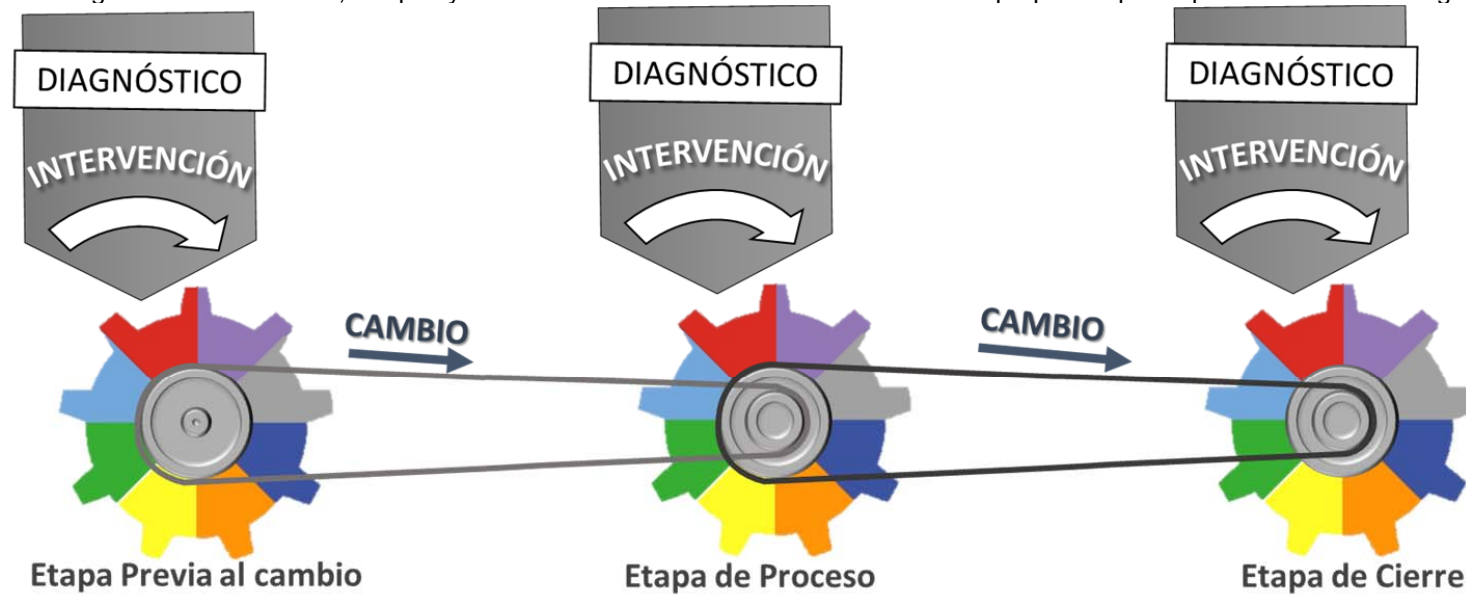 DIAGNÓSTICO
INTERVENCIÓN
DIAGNÓSTICO
INTERVENCIÓN
DIAGNÓSTICO
INTERVENCIÓN
CAMBIO
CAMBIO
Etapa Previa al cambio
Etapa de Proceso
Etapa de Cierre